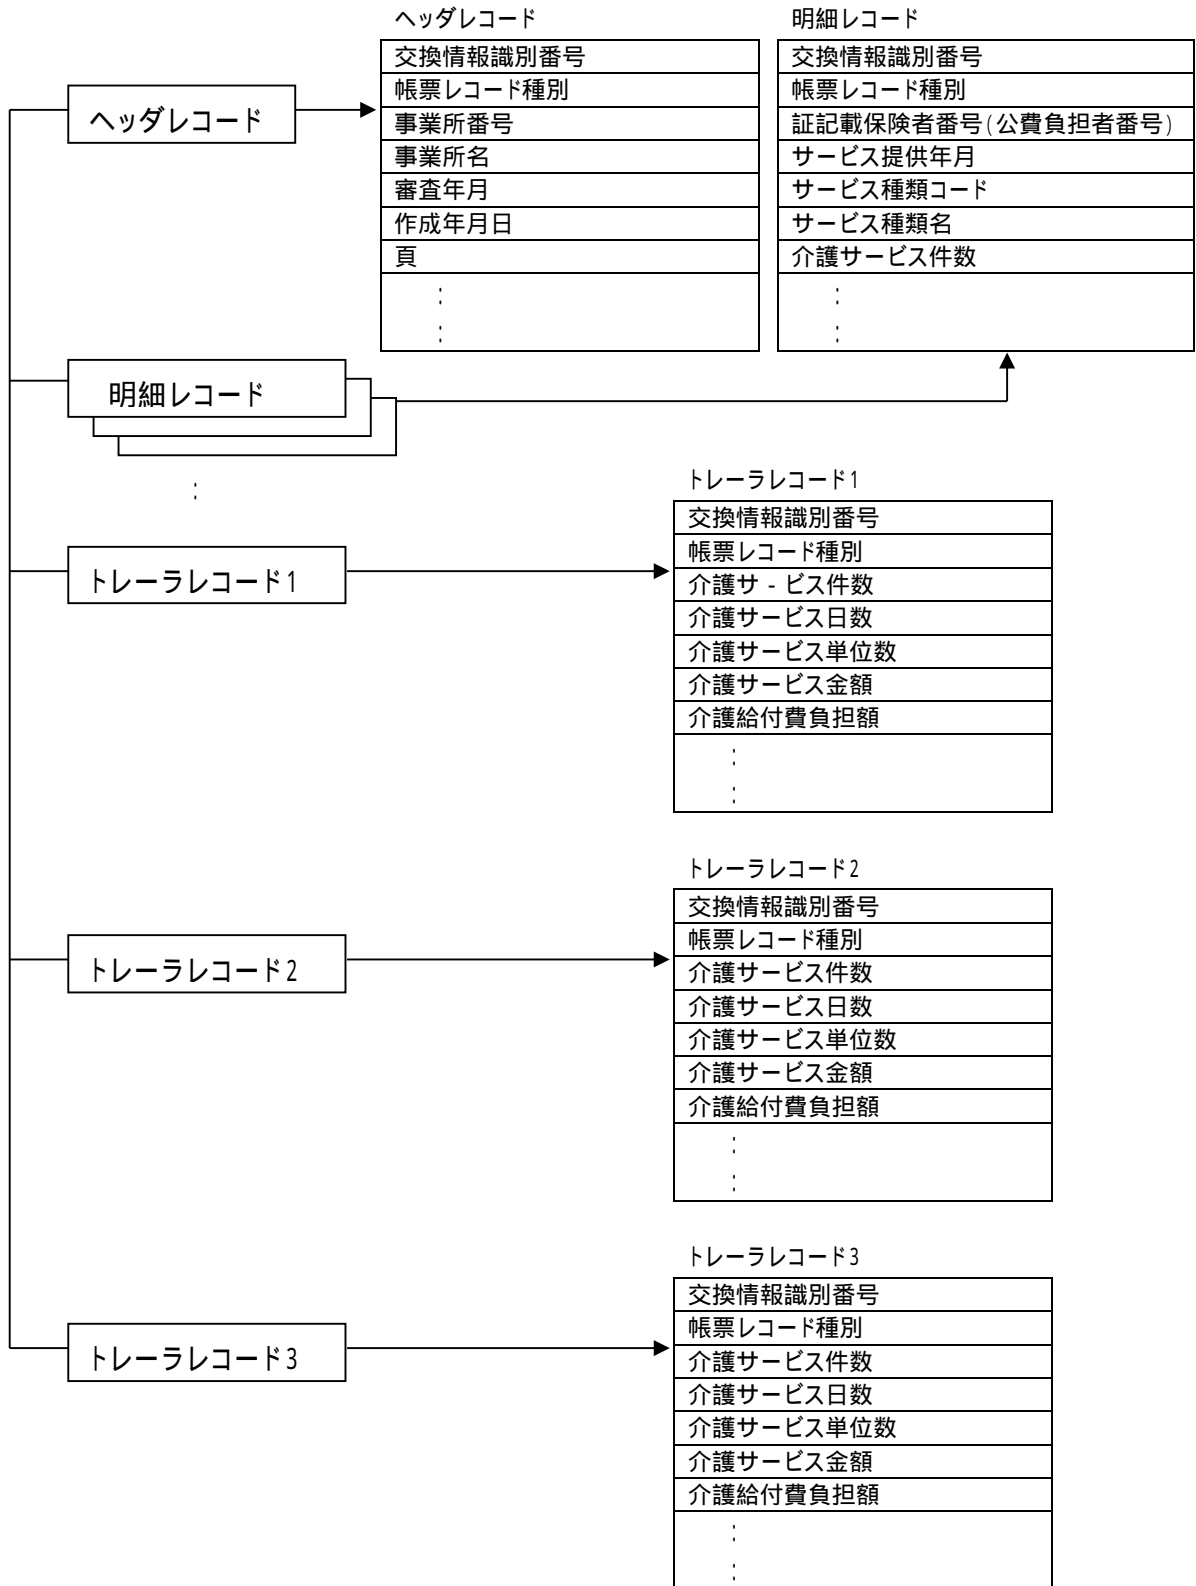 ヘッダレコード
交換情報識別番号
帳票レコード種別
事業所番号
事業所名
審査年月
作成年月日
頁
:
:
明細レコード
交換情報識別番号
帳票レコード種別
証記載保険者番号(公費負担者番号)
サービス提供年月
サービス種類コード
サービス種類名
介護サービス件数
:
:
ヘッダレコード
明細レコード
:
トレーラレコード1
トレーラレコード1
交換情報識別番号
帳票レコード種別
介護サ-ビス件数
介護サービス日数
介護サービス単位数
介護サービス金額
介護給付費負担額
:
:
トレーラレコード2
トレーラレコード2
交換情報識別番号
帳票レコード種別
介護サービス件数
介護サービス日数
介護サービス単位数
介護サービス金額
介護給付費負担額
:
:
トレーラレコード3
トレーラレコード3
交換情報識別番号
帳票レコード種別
介護サービス件数
介護サービス日数
介護サービス単位数
介護サービス金額
介護給付費負担額
:
: